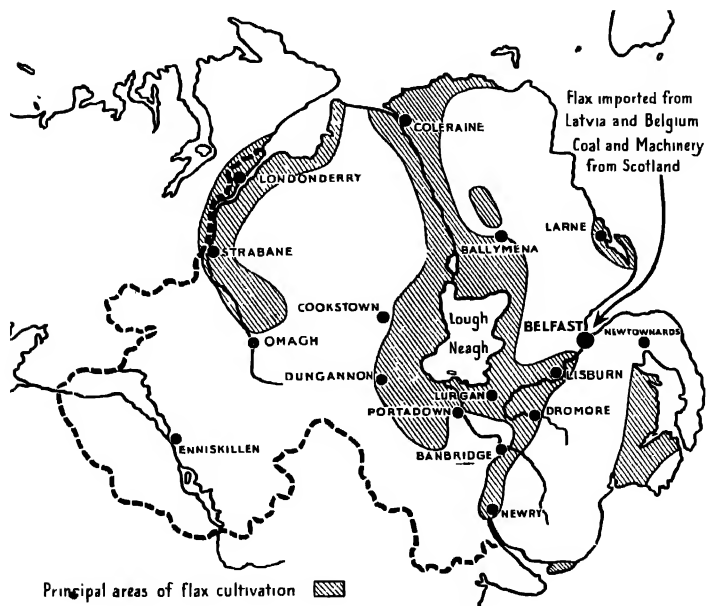 Flax imported from
Latvia and Belgium
Coal and Machinery
from Scotland
COLERAINE
LONDONDERRY
LARNE
BALLYMENA
STRABANE
COOKSTOWN
Lough
Neagh
BELFAST
NEWTOWNARDS
OMAGH
DUNGANNON
LISBURN
LURGAN
PORTADOWN
DROMORE
ENNISKILLEN
BANBRIDGE
NEWRY
Principal areas of flax cultivation